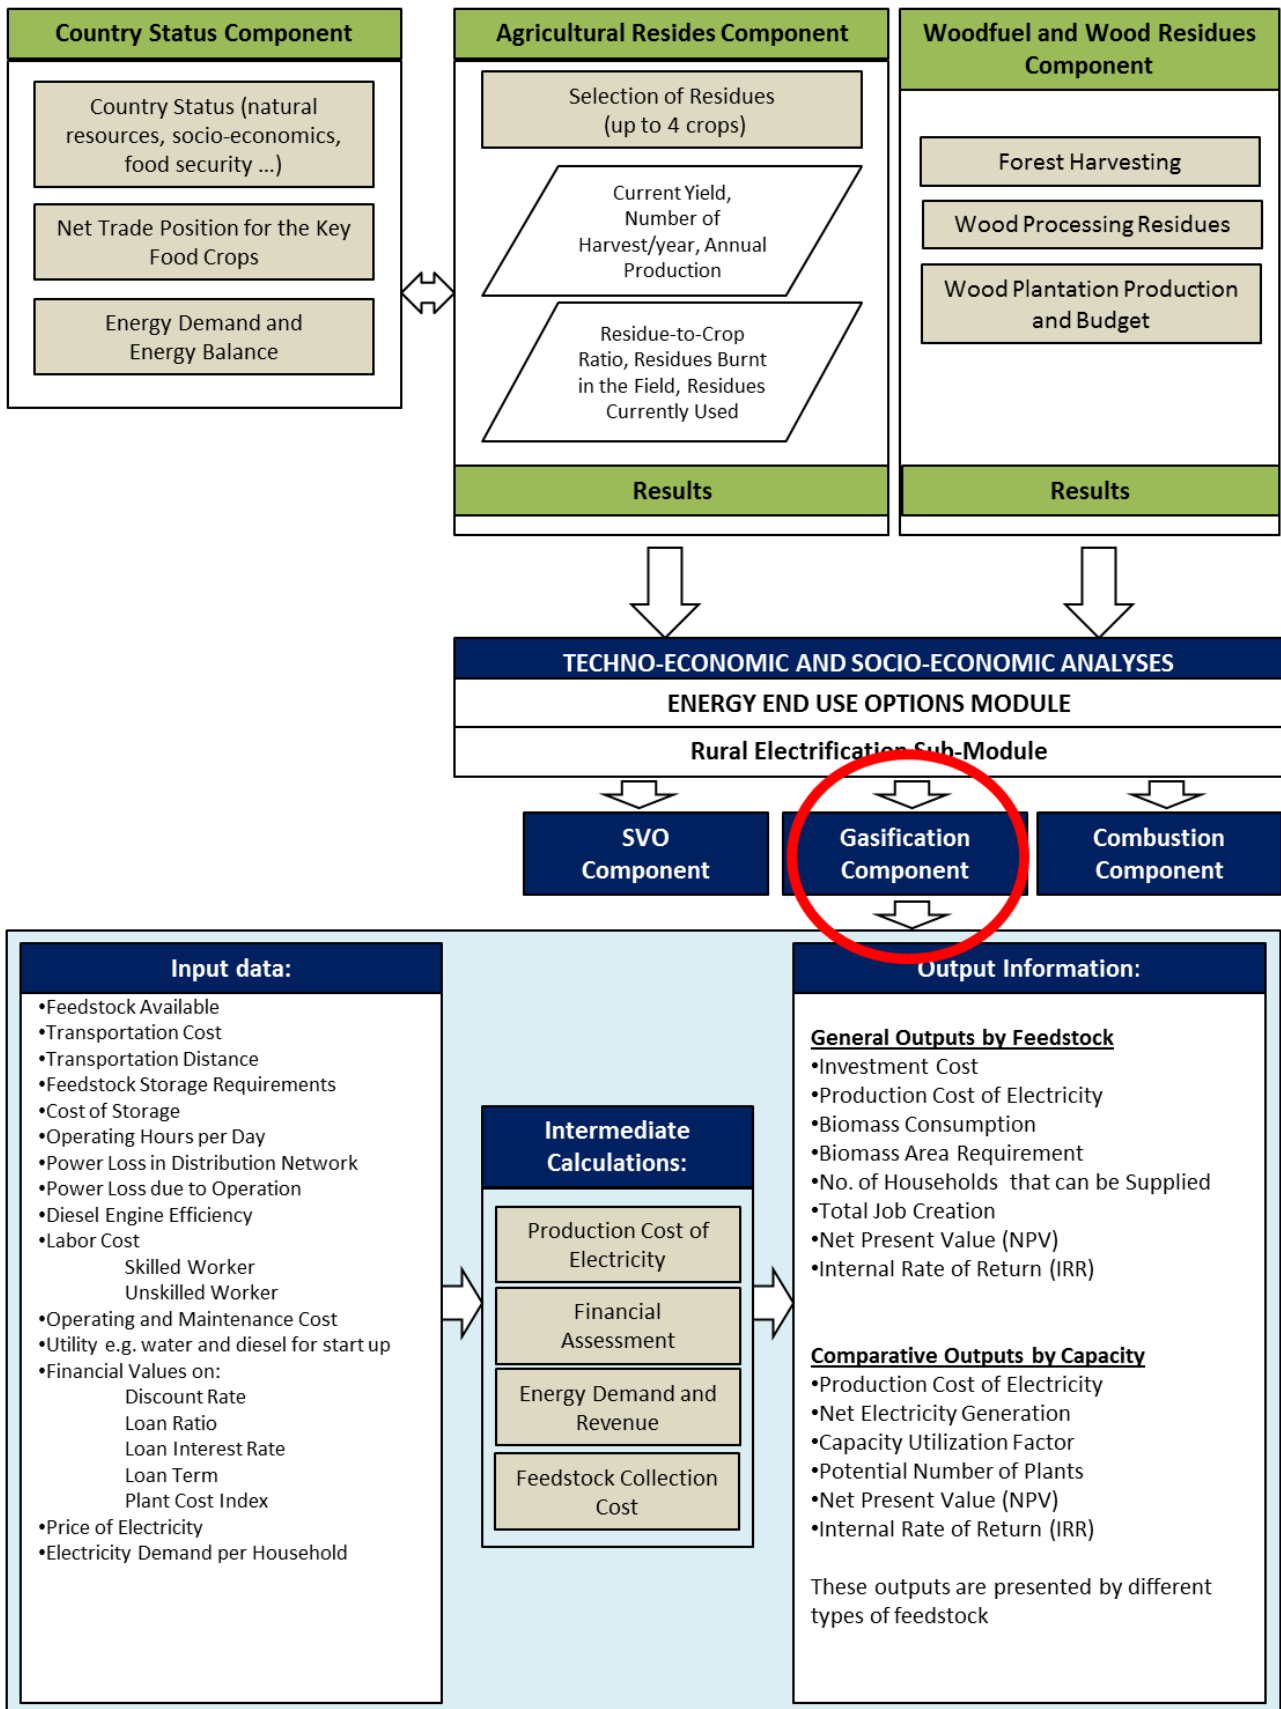 Country Status Component
Country Status (natural
resources, socio-economics,
food security ...)
Net Trade Position for the Key
Food Crops
Energy Demand and
Energy Balance
Agricultural Resides Component
Selection of Residues
(up to 4 crops)
Current Yield,
Number of
Harvest/year, Annual
Production
Residue-to-Crop
Ratio, Residues Burnt
in the Field, Residues
Currently Used
Results
Woodfuel and Wood Residues
Component
Forest Harvesting
Wood Processing Residues
Wood Plantation Production
and Budget
Results
TECHNO-ECONOMIC AND SOCIO-ECONOMIC ANALYSES
ENERGY END USE OPTIONS MODULE
Rural Electrification Sub-Module
SVO
Component
Gasification
Component
Combustion
Component
Input data:
•Feedstock Available
•Transportation Cost
•Transportation Distance
•Feedstock Storage Requirements
•Cost of Storage
•Operating Hours per Day
•Power Loss in Distribution Network
•Power Loss due to Operation
•Diesel Engine Efficiency
•Labor Cost
Skilled Worker
Unskilled Worker
•Operating and Maintenance Cost
•Utility e.g. water and diesel for start up
•Financial Values on:
Discount Rate
Loan Ratio
Loan Interest Rate
Loan Term
Plant Cost Index
•Price of Electricity
•Electricity Demand per Household
Intermediate
Calculations:
Production Cost of
Electricity
Financial
Assessment
Energy Demand and
Revenue
Feedstock Collection
Cost
Output Information:
General Outputs by Feedstock
•Investment Cost
•Production Cost of Electricity
•Biomass Consumption
•Biomass Area Requirement
•No. of Households that can be Supplied
•Total Job Creation
•Net Present Value (NPV)
•Internal Rate of Return (IRR)
Comparative Outputs by Capacity
•Production Cost of Electricity
•Net Electricity Generation
•Capacity Utilization Factor
•Potential Number of Plants
•Net Present Value (NPV)
•Internal Rate of Return (IRR)
These outputs are presented by different
types of feedstock